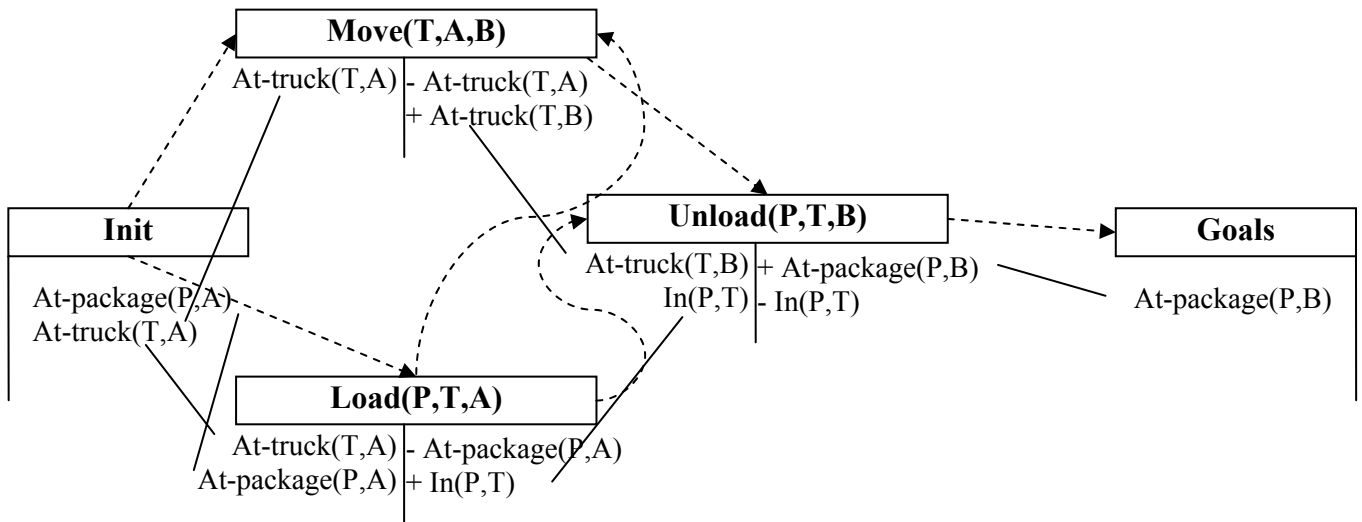 Move(T,A,B)
At-truck(T,A)
- At-truck(T,A)
+ At-truck(T,B)
Init
At-package(P,A)
At-truck(T,A)
Unload(P,T,B)
At-truck(T,B)
In(P,T)
+ At-package(P,B)
- In(P,T)
Goals
At-package(P,B)
Load(P,T,A)
At-truck(T,A)
At-package(P,A)
- At-package(P,A)
+ In(P,T)